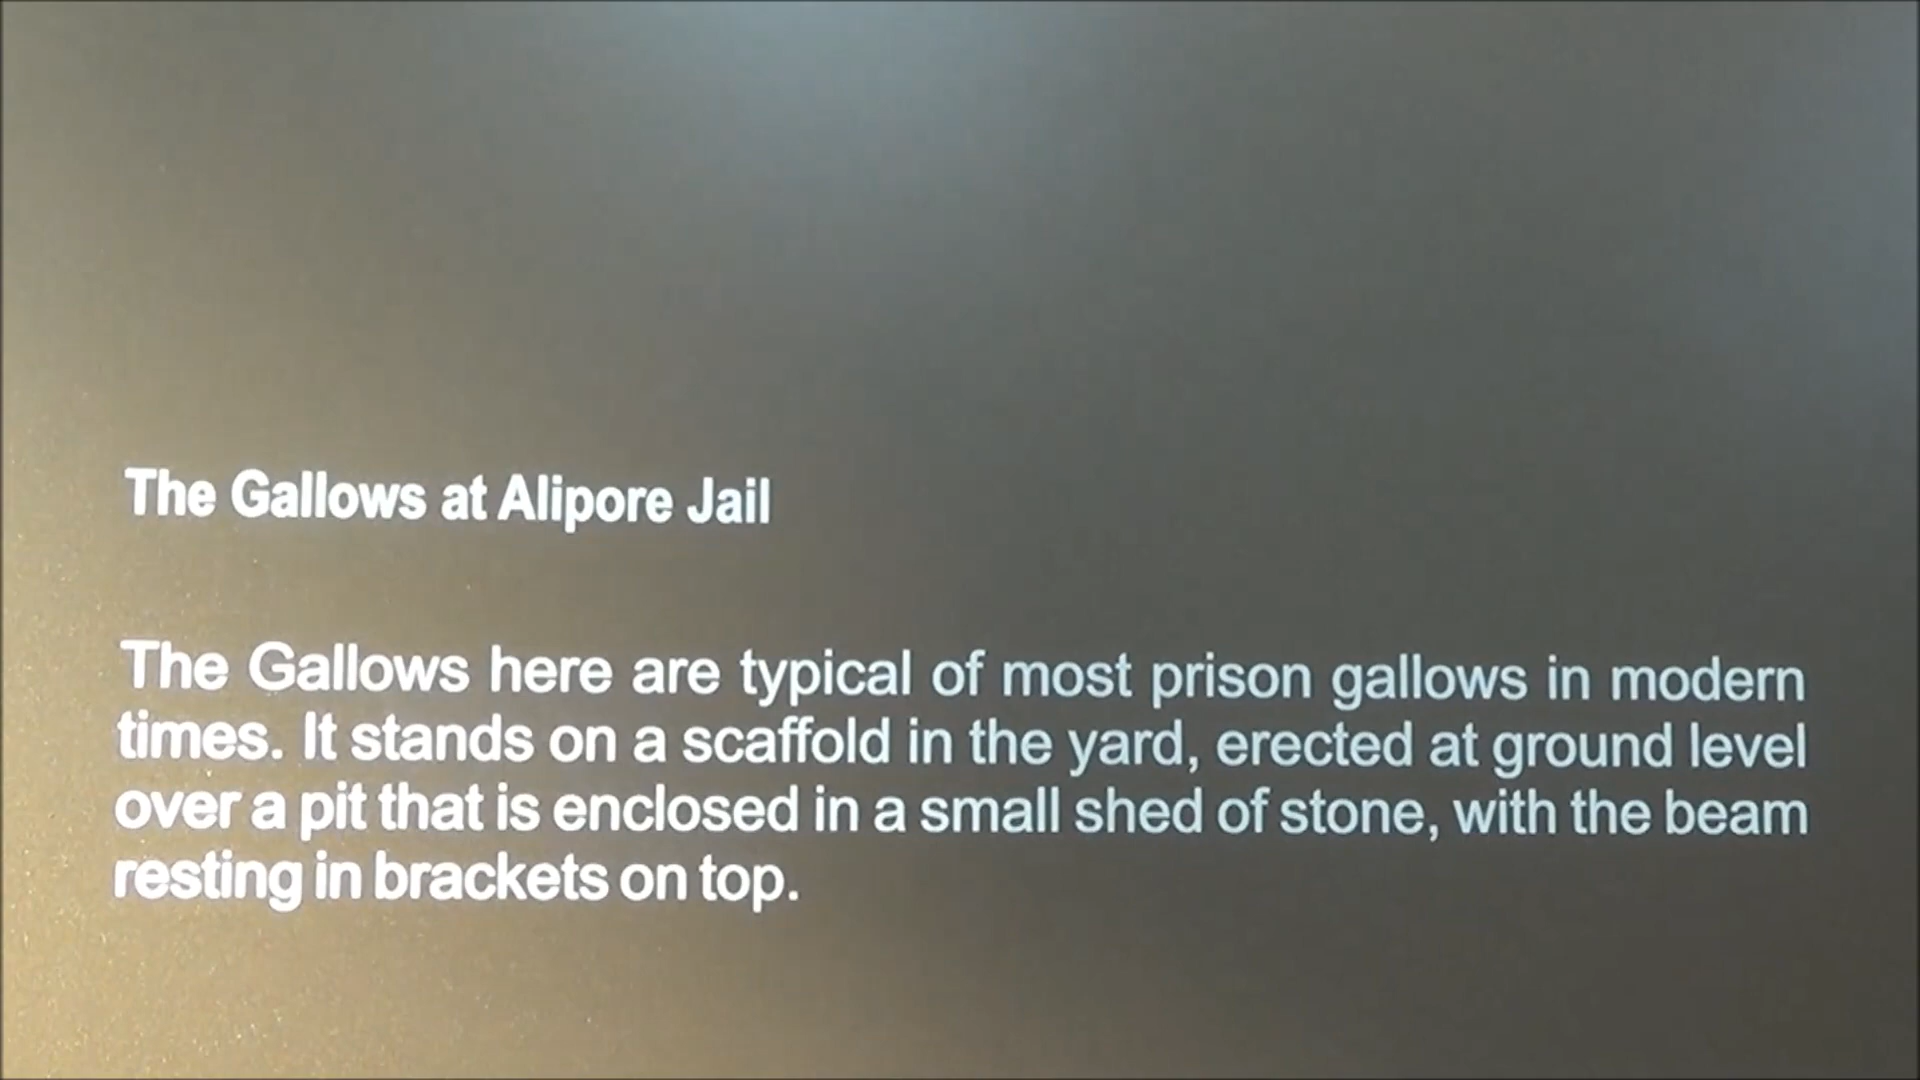 The Gallows at Alipore Jail
The Gallows here are typical of most prison gallows in modern
times. It stands on a scaffold in the yard, erected at ground level
over a pit that is enclosed in a small shed of stone, with the beam
resting in brackets on top.